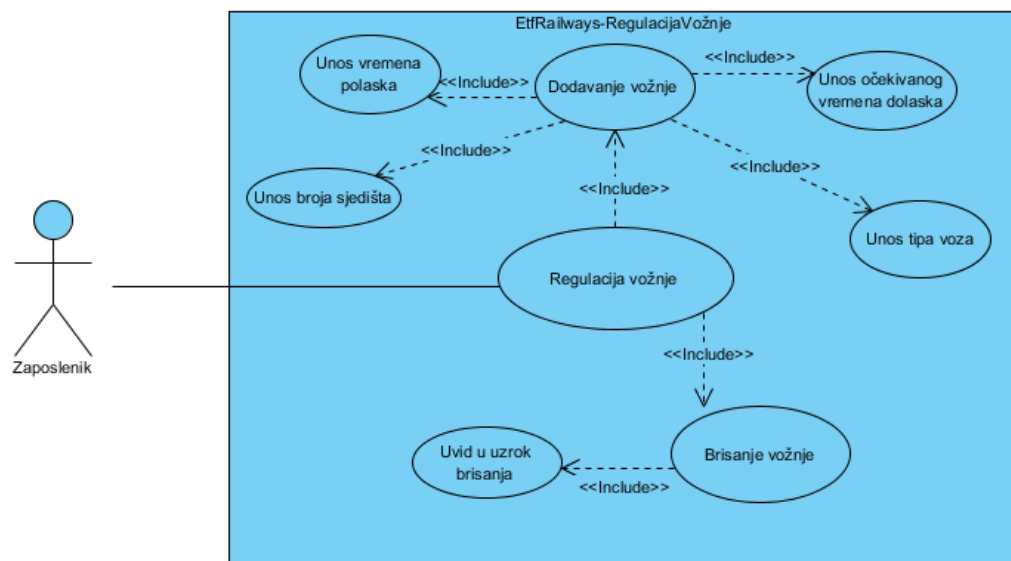 EtfRailways-RegulacijaVožnje
Unos vremena
polaska
<<Include>>
Dodavanje vožnje
<<Include>>
Unos očekivanog
vremena dolaska
<<Include>>
<<Include>>
Unos broja sjedišta
<<Include>>
Unos tipa voza
Regulacija vožnje
Zaposlenik
<<Include>>
Uvid u uzrok
brisanja
<<Include>>
Brisanje vožnje